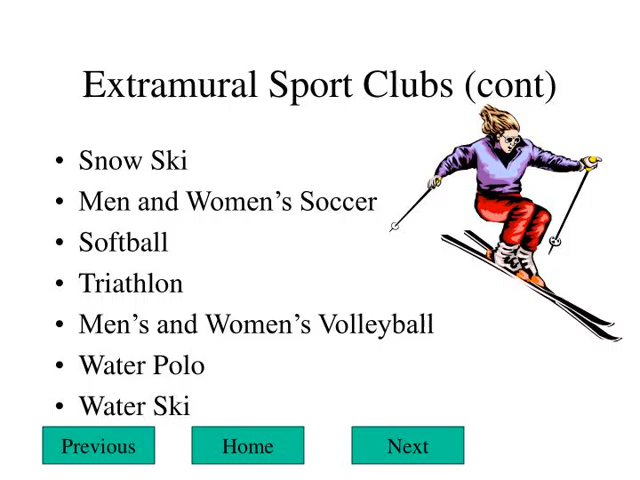 Extramural Sport Clubs (cont)
• Snow Ski
• Men and Women’s Soccer
• Softball
• Triathlon
• Men’s and Women’s Volleyball
• Water Polo
• Water Ski
Previous Home Next